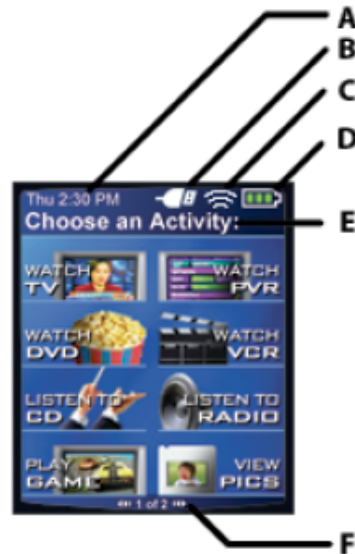 A
B
C
D
Thu 2:30 PM
Choose an Activity:
E
WATCH TV
WATCH PVR
WATCH DVD
WATCH VCR
LISTEN TO CD
LISTEN TO RADIO
PLAY GAME
VIEW PICS
1 of 2
F